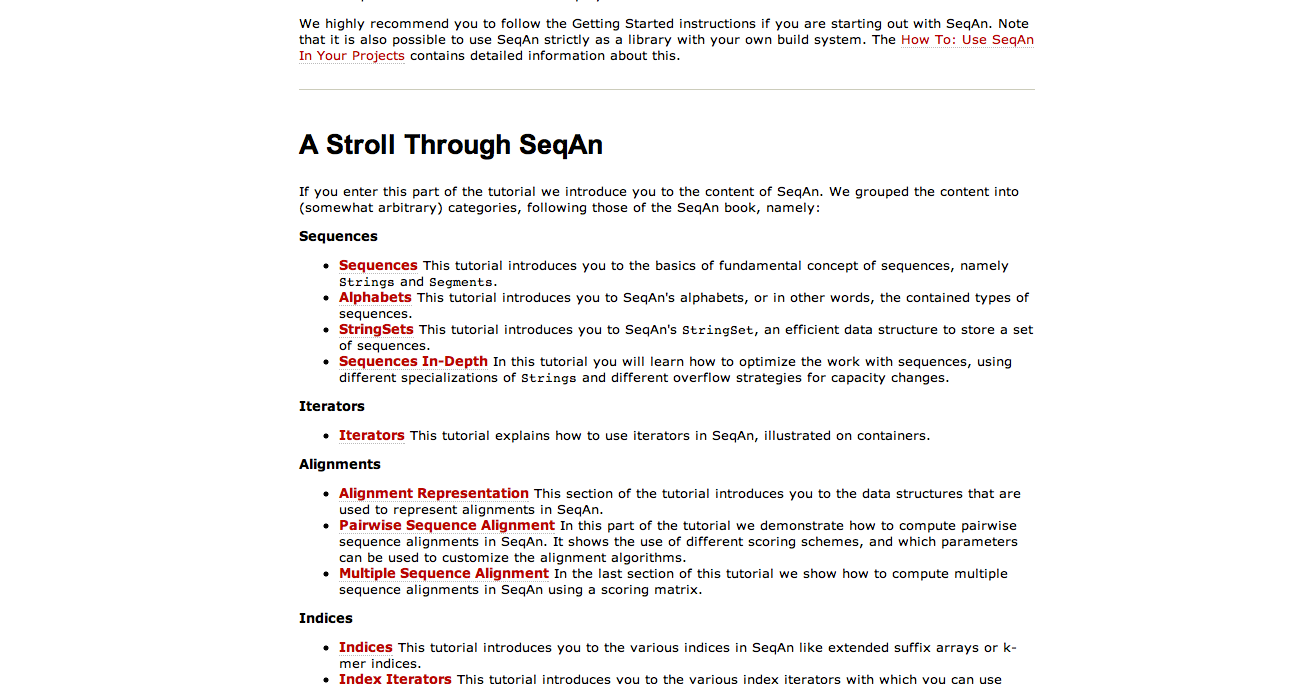 We highly recommend you to follow the Getting Started instructions if you are starting out with SeqAn. Note
that it is also possible to use SeqAn strictly as a library with your own build system. The How To: Use SeqAn
In Your Projects contains detailed information about this.
A Stroll Through SeqAn
If you enter this part of the tutorial we introduce you to the content of SeqAn. We grouped the content into
(somewhat arbitrary) categories, following those of the SeqAn book, namely:
Sequences
• Sequences This tutorial introduces you to the basics of fundamental concept of sequences, namely
Strings and Segments.
• Alphabets This tutorial introduces you to SeqAn's alphabets, or in other words, the contained types of
sequences.
• StringSets This tutorial introduces you to SeqAn's StringSet, an efficient data structure to store a set
of sequences.
• Sequences In-Depth In this tutorial you will learn how to optimize the work with sequences, using
different specializations of Strings and different overflow strategies for capacity changes.
Iterators
• Iterators This tutorial explains how to use iterators in SeqAn, illustrated on containers.
Alignments
• Alignment Representation This section of the tutorial introduces you to the data structures that are
used to represent alignments in SeqAn.
• Pairwise Sequence Alignment In this part of the tutorial we demonstrate how to compute pairwise
sequence alignments in SeqAn. It shows the use of different scoring schemes, and which parameters
can be used to customize the alignment algorithms.
• Multiple Sequence Alignment In the last section of this tutorial we show how to compute multiple
sequence alignments in SeqAn using a scoring matrix.
Indices
• Indices This tutorial introduces you to the various indices in SeqAn like extended suffix arrays or k-
mer indices.
• Index Iterators This tutorial introduces you to the various index iterators with which you can use